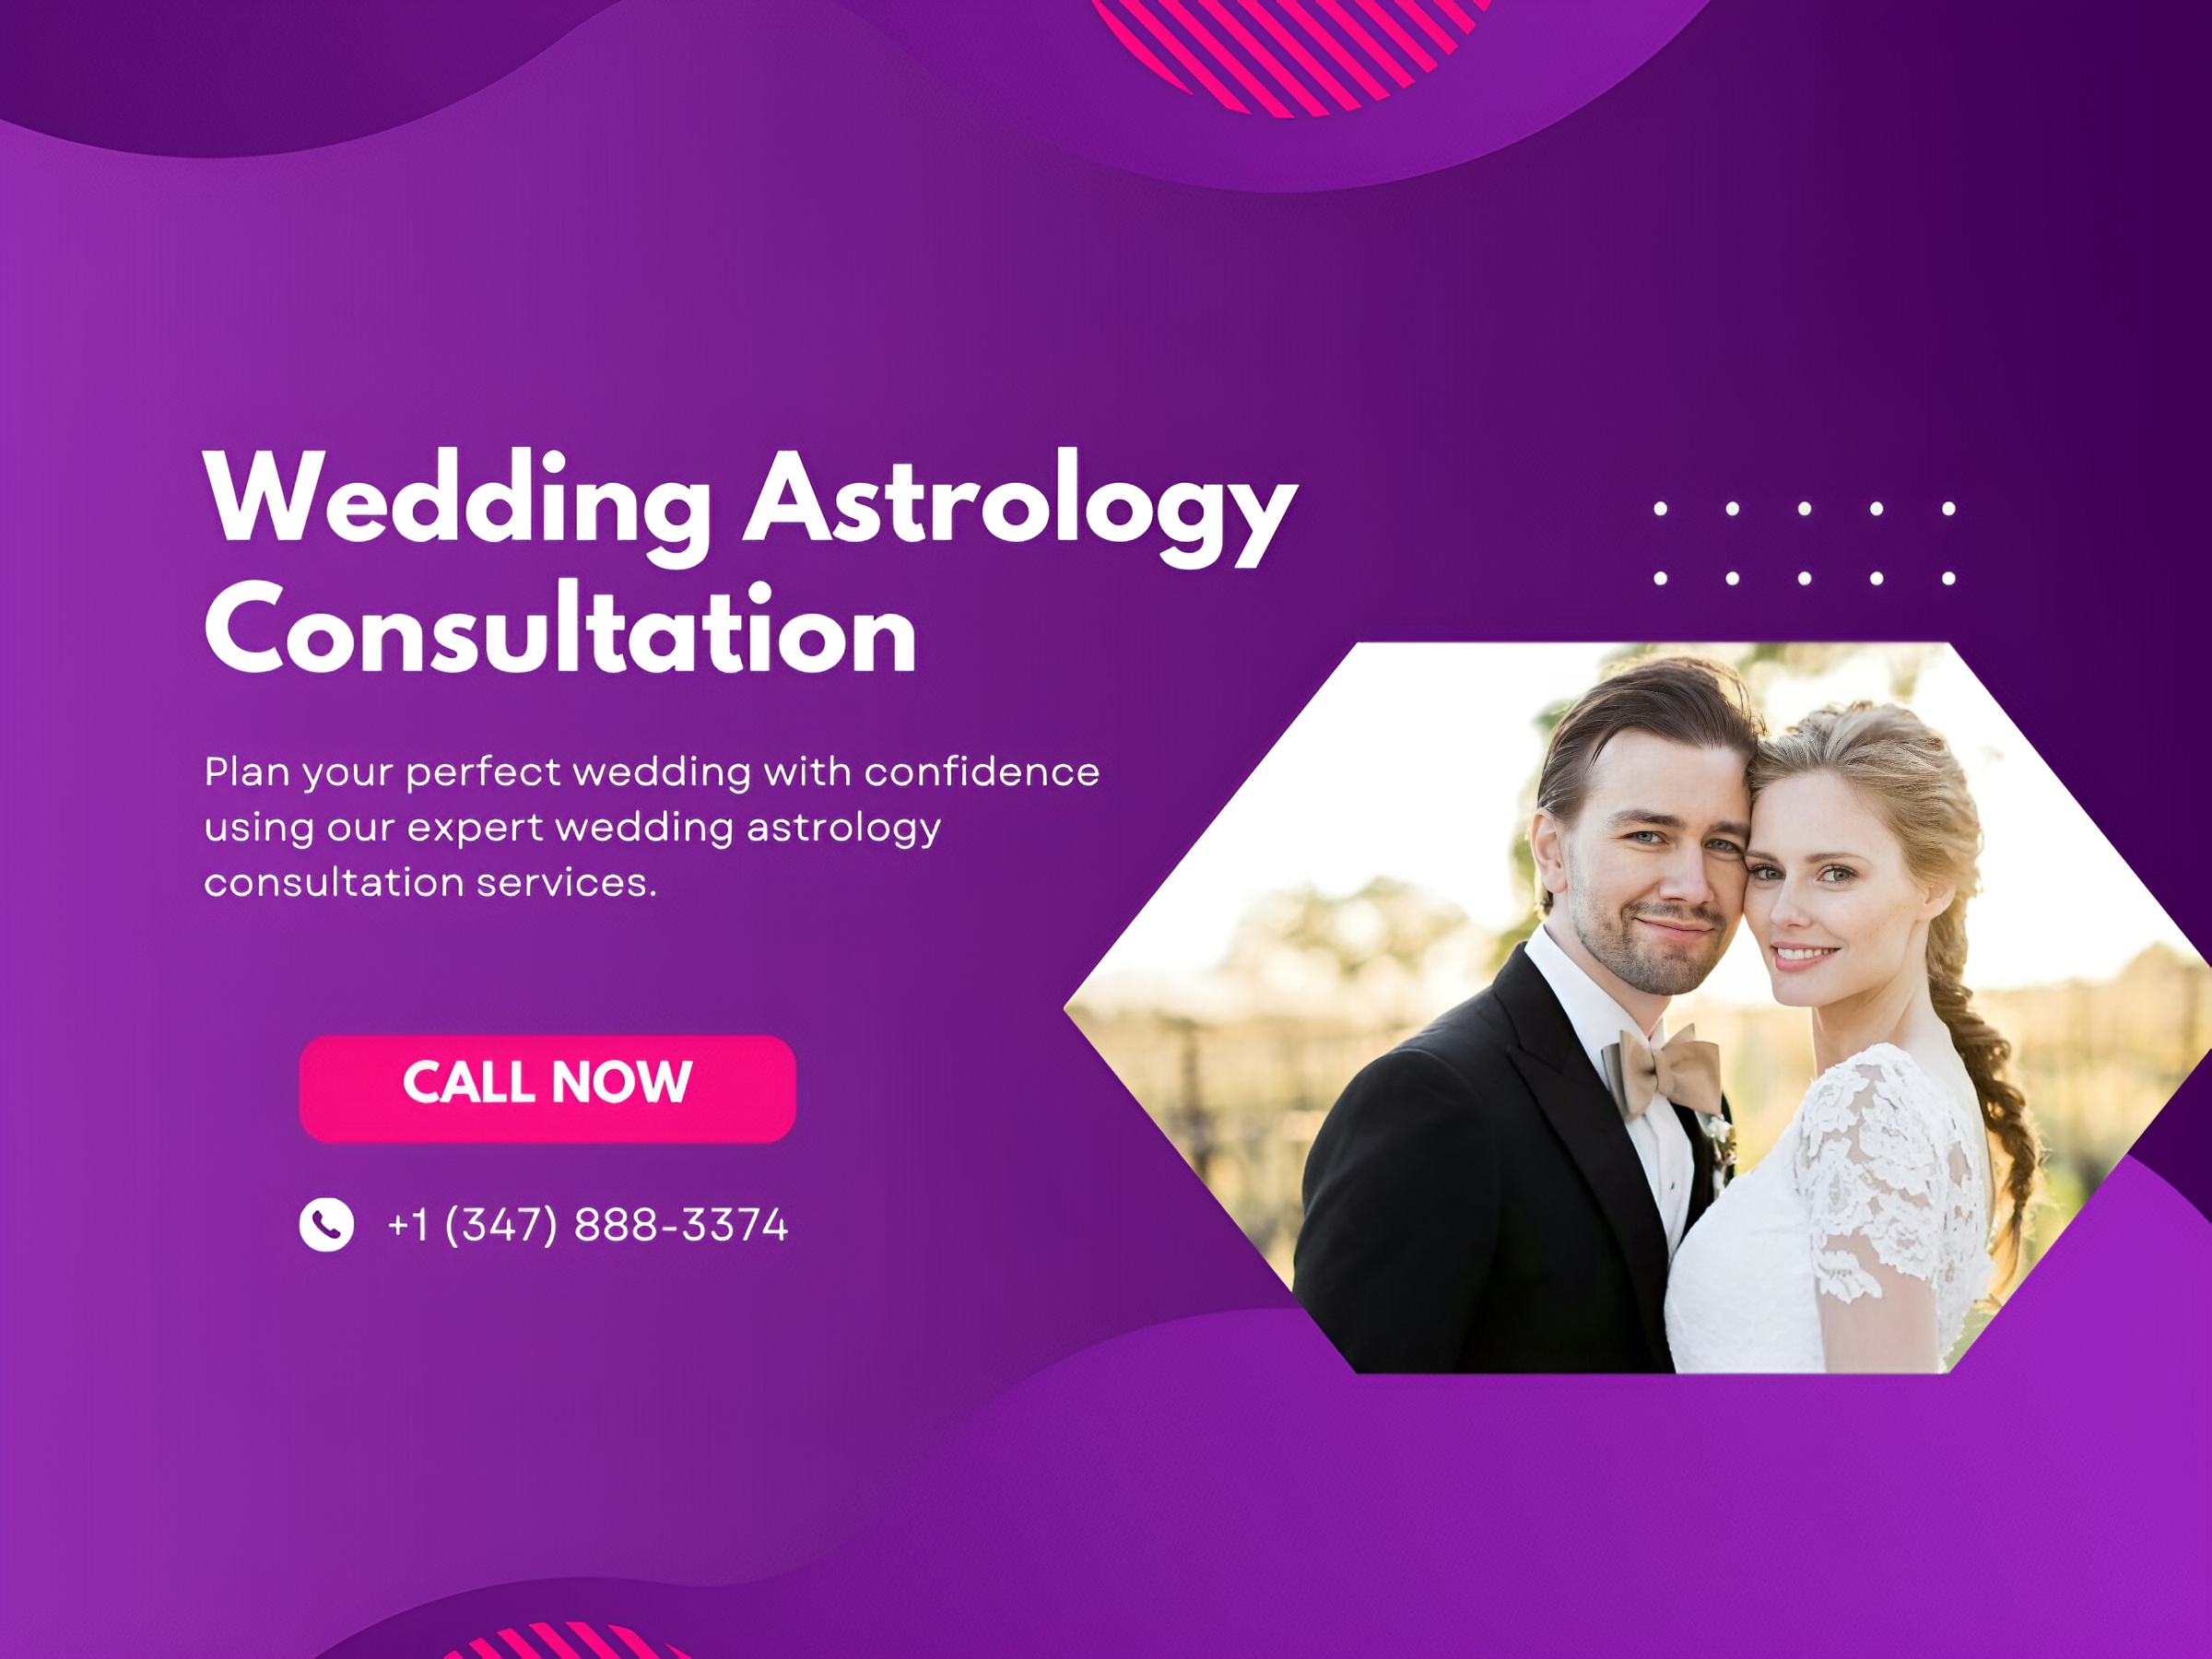 Wedding Astrology
Consultation
Plan your perfect wedding with confidence
using our expert wedding astrology
consultation services.
CALL NOW
+1 (347) 888-3374